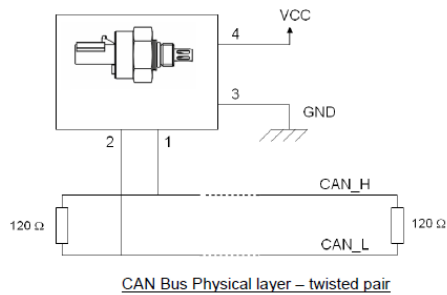 VCC
4
3
GND
2 1
CAN_H
120 Ω 120 Ω
CAN_L
CAN Bus Physical layer – twisted pair